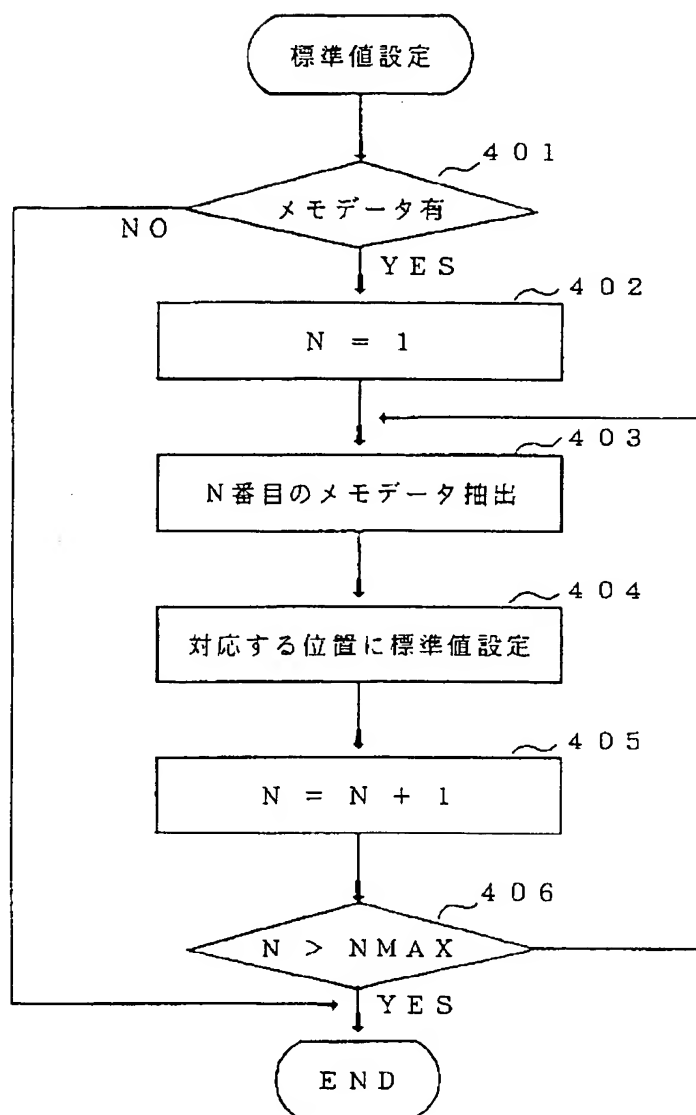 標準値設定
401
メモデータ有
NO
YES
402
N = 1
403
N番目のメモデータ抽出
404
対応する位置に標準値設定
405
N = N + 1
406
N > NMAX
YES
END